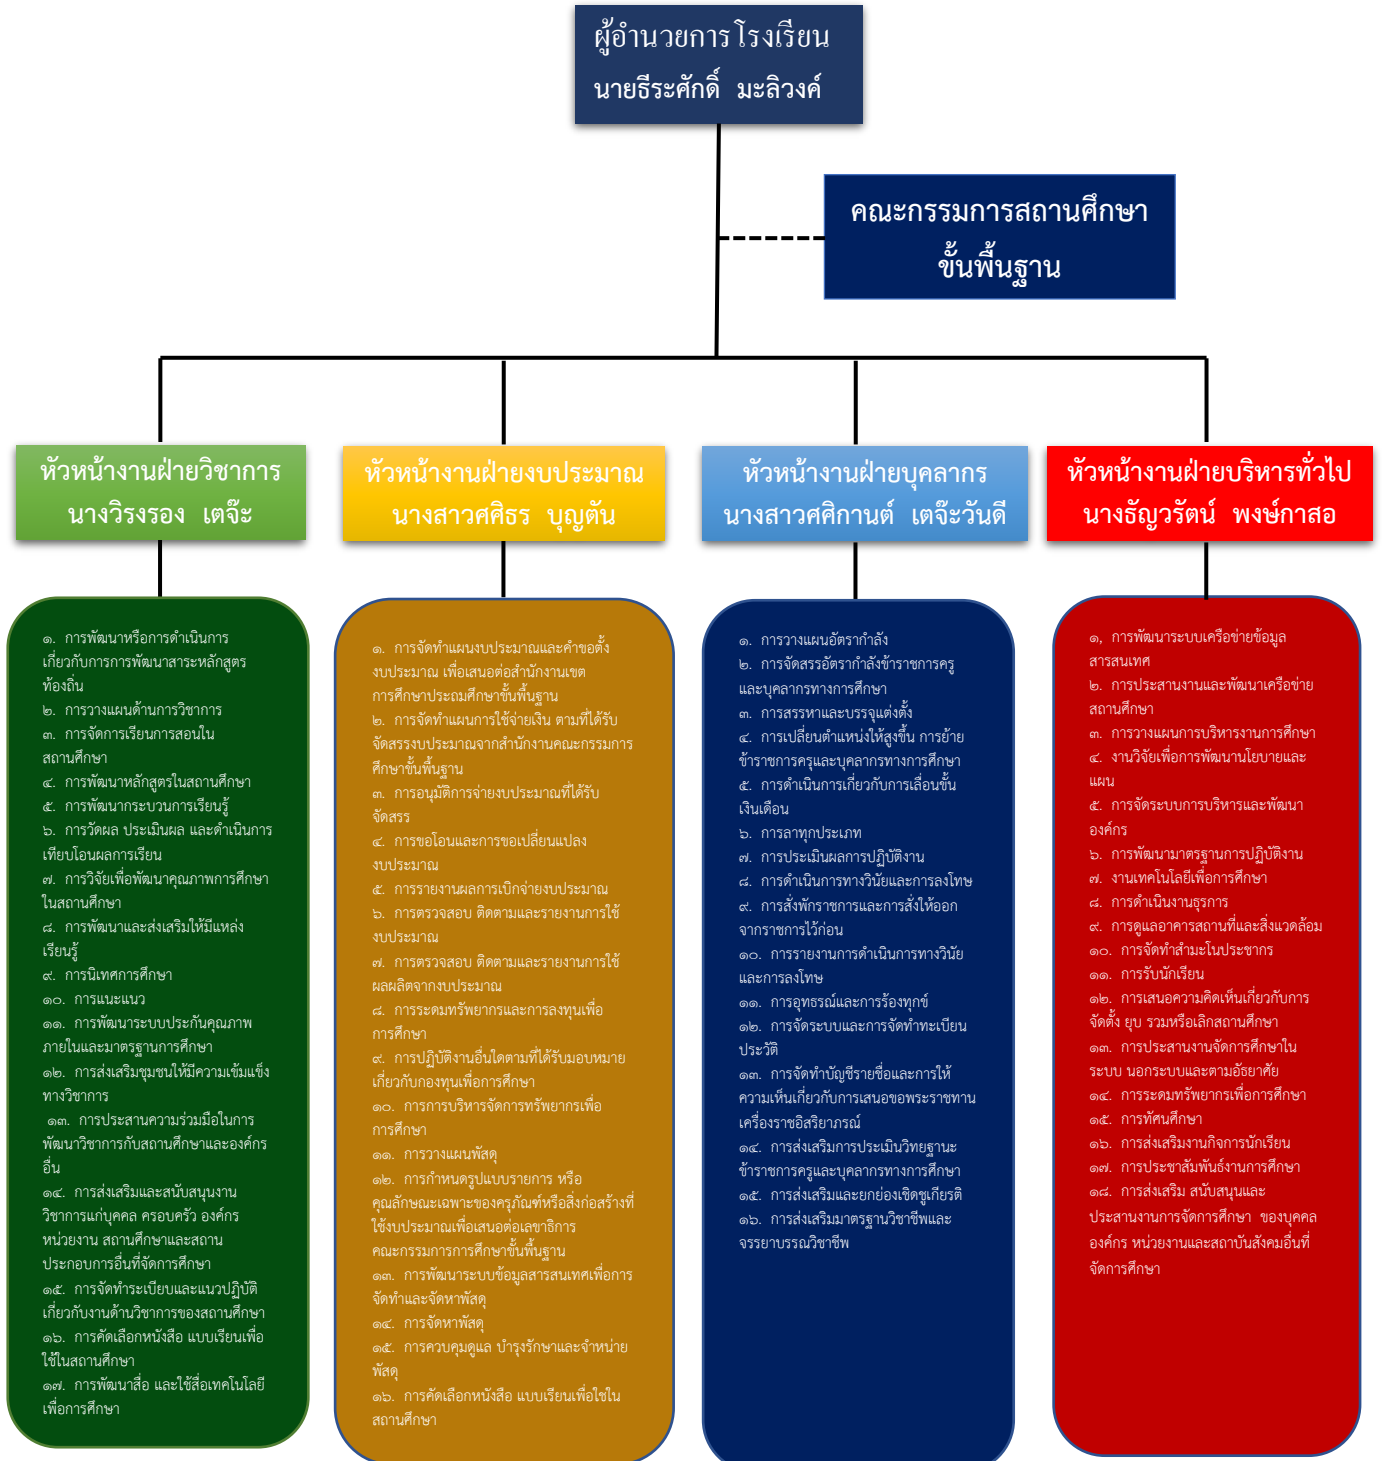 ผู้อำนวยการโรงเรียน
นายธีระศักดิ์ มะลิวงค์
คณะกรรมการสถานศึกษา
ขั้นพื้นฐาน
หัวหน้างานฝ่ายวิชาการ
นางวิรงรอง เตจ๊ะ
หัวหน้างานฝ่ายงบประมาณ
นางสาวศศิธร บุญตัน
หัวหน้างานฝ่ายบุคลากร
นางสาวศศิกานต์ เตจ๊ะวันดี
หัวหน้างานฝ่ายบริหารทั่วไป
นางธัญวรัตน์ พงษ์กาสอ
๑. การพัฒนาหรือการดำเนินการ
เกี่ยวกับการการพัฒนาสาระหลักสูตร
ท้องถิ่น
๒. การวางแผนด้านการวิชาการ
๓. การจัดการเรียนการสอนใน
สถานศึกษา
๔. การพัฒนาหลักสูตรในสถานศึกษา
๕. การพัฒนากระบวนการเรียนรู้
๖. การวัดผล ประเมินผล และดำเนินการ
เทียบโอนผลการเรียน
๗. การวิจัยเพื่อพัฒนาคุณภาพการศึกษา
ในสถานศึกษา
๘. การพัฒนาและส่งเสริมให้มีแหล่ง
เรียนรู้
๙. การนิเทศการศึกษา
๑๐. การแนะแนว
๑๑. การพัฒนาระบบประกันคุณภาพ
ภายในและมาตรฐานการศึกษา
๑๒. การส่งเสริมชุมชนให้มีความเข้มแข็ง
ทางวิชาการ
๑๓. การประสานความร่วมมือในการ
พัฒนาวิชาการกับสถานศึกษาและองค์กร
อื่น
๑๔. การส่งเสริมและสนับสนุนงาน
วิชาการแก่บุคคล ครอบครัว องค์กร
หน่วยงาน สถานศึกษาและสถาน
ประกอบการอื่นที่จัดการศึกษา
๑๕. การจัดทำระเบียบและแนวปฏิบัติ
เกี่ยวกับงานด้านวิชาการของสถานศึกษา
๑๖. การคัดเลือกหนังสือ แบบเรียนเพื่อ
ใช้ในสถานศึกษา
๑๗. การพัฒนาสื่อ และใช้สื่อเทคโนโลยี
เพื่อการศึกษา
๑. การจัดทำแผนงบประมาณและคำขอตั้ง
งบประมาณ เพื่อเสนอต่อสำนักงานเขต
การศึกษาประถมศึกษาขั้นพื้นฐาน
๒. การจัดทำแผนการใช้จ่ายเงิน ตามที่ได้รับ
จัดสรรงบประมาณจากสำนักงานคณะกรรมการ
ศึกษาขั้นพื้นฐาน
๓. การอนุมัติการจ่ายงบประมาณที่ได้รับ
จัดสรร
๔. การขอโอนและการขอเปลี่ยนแปลง
งบประมาณ
๕. การรายงานผลการเบิกจ่ายงบประมาณ
๖. การตรวจสอบ ติดตามและรายงานการใช้
งบประมาณ
๗. การตรวจสอบ ติดตามและรายงานการใช้
ผลผลิตจากงบประมาณ
๘. การระดมทรัพยากรและการลงทุนเพื่อ
การศึกษา
๙. การปฏิบัติงานอื่นใดตามที่ได้รับมอบหมาย
เกี่ยวกับกองทุนเพื่อการศึกษา
๑๐. การการบริหารจัดการทรัพยากรเพื่อ
การศึกษา
๑๑. การวางแผนพัสดุ
๑๒. การกำหนดรูปแบบรายการ หรือ
คุณลักษณะเฉพาะของครุภัณฑ์หรือสิ่งก่อสร้างที่
ใช้งบประมาณเพื่อเสนอต่อเลขาธิการ
คณะกรรมการการศึกษาขั้นพื้นฐาน
๑๓. การพัฒนาระบบข้อมูลสารสนเทศเพื่อการ
จัดทำและจัดหาพัสดุ
๑๔. การจัดหาพัสดุ
๑๕. การควบคุมดูแล บำรุงรักษาและจำหน่าย
พัสดุ
๑๖. การคัดเลือกหนังสือ แบบเรียนเพื่อใช้ใน
สถานศึกษา
๑. การวางแผนอัตรากำลัง
๒. การจัดสรรอัตรากำลังข้าราชการครู
และบุคลากรทางการศึกษา
๓. การสรรหาและบรรจุแต่งตั้ง
๔. การเปลี่ยนตำแหน่งให้สูงขึ้น การย้าย
ข้าราชการครุและบุคลากรทางการศึกษา
๕. การดำเนินการเกี่ยวกับการเลื่อนขั้น
เงินเดือน
๖. การลาทุกประเภท
๗. การประเมินผลการปฏิบัติงาน
๘. การดำเนินการทางวินัยและการลงโทษ
๙. การสั่งพักราชการและการสั่งให้ออก
จากราชการไว้ก่อน
๑๐. การรายงานการดำเนินการทางวินัย
และการลงโทษ
๑๑. การอุทธรณ์และการร้องทุกข์
๑๒. การจัดระบบและการจัดทำทะเบียน
ประวัติ
๑๓. การจัดทำบัญชีรายชื่อและการให้
ความเห็นเกี่ยวกับการเสนอขอพระราชทาน
เครื่องราชอิสริยาภรณ์
๑๔. การส่งเสริมการประเมินวิทยฐานะ
ข้าราชการครูและบุคลากรทางการศึกษา
๑๕. การส่งเสริมและยกย่องเชิดชูเกียรติ
๑๖. การส่งเสริมมาตรฐานวิชาชีพและ
จรรยาบรรณวิชาชีพ
๑, การพัฒนาระบบเครือข่ายข้อมูล
สารสนเทศ
๒. การประสานงานและพัฒนาเครือข่าย
สถานศึกษา
๓. การวางแผนการบริหารงานการศึกษา
๔. งานวิจัยเพื่อการพัฒนานโยบายและ
แผน
๕. การจัดระบบการบริหารและพัฒนา
องค์กร
๖. การพัฒนามาตรฐานการปฏิบัติงาน
๗. งานเทคโนโลยีเพื่อการศึกษา
๘. การดำเนินงานธุรการ
๙. การดูแลอาคารสถานที่และสิ่งแวดล้อม
๑๐. การจัดทำสำมะโนประชากร
๑๑. การรับนักเรียน
๑๒. การเสนอความคิดเห็นเกี่ยวกับการ
จัดตั้ง ยุบ รวมหรือเลิกสถานศึกษา
๑๓. การประสานงานจัดการศึกษาใน
ระบบ นอกระบบและตามอัธยาศัย
๑๔. การระดมทรัพยากรเพื่อการศึกษา
๑๕. การทัศนศึกษา
๑๖. การส่งเสริมงานกิจการนักเรียน
๑๗. การประชาสัมพันธ์งานการศึกษา
๑๘. การส่งเสริม สนับสนุนและ
ประสานงานการจัดการศึกษา ของบุคคล
องค์กร หน่วยงานและสถาบันสังคมอื่นที่
จัดการศึกษา